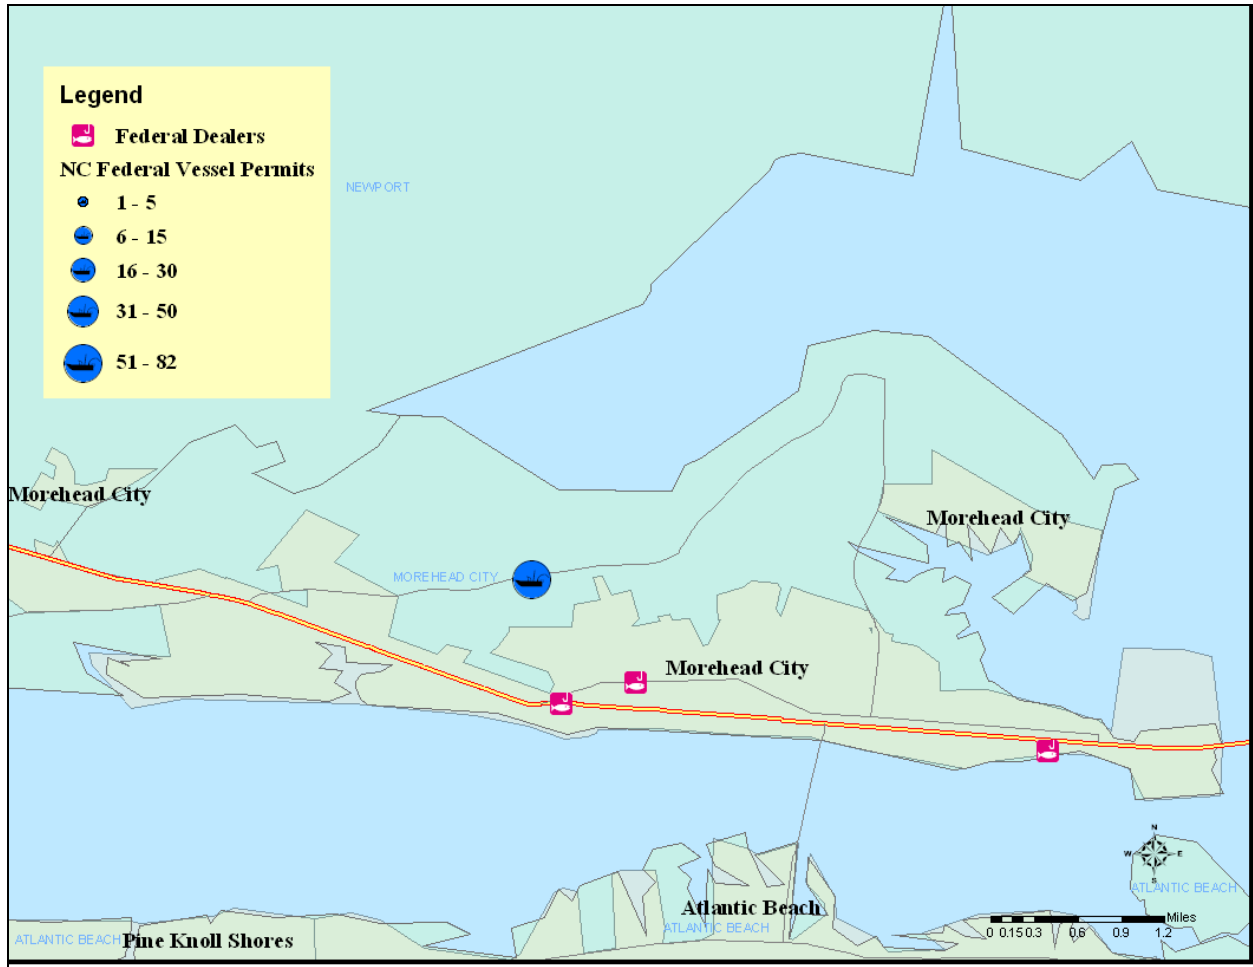 Legend
Federal Dealers
NC Federal Vessel Permits
1 - 5
6 - 15
16 - 30
31 - 50
51 - 82
NEWPORT
Morehead City
Morehead City
MOREHEAD CITY
Morehead City
N
W E
S
ATLANTIC BEACH
Atlantic Beach
ATLANTIC BEACH
Miles
0 0.15 0.3 0.6 0.9 1.2
ATLANTIC BEACH
Pine Knoll Shores